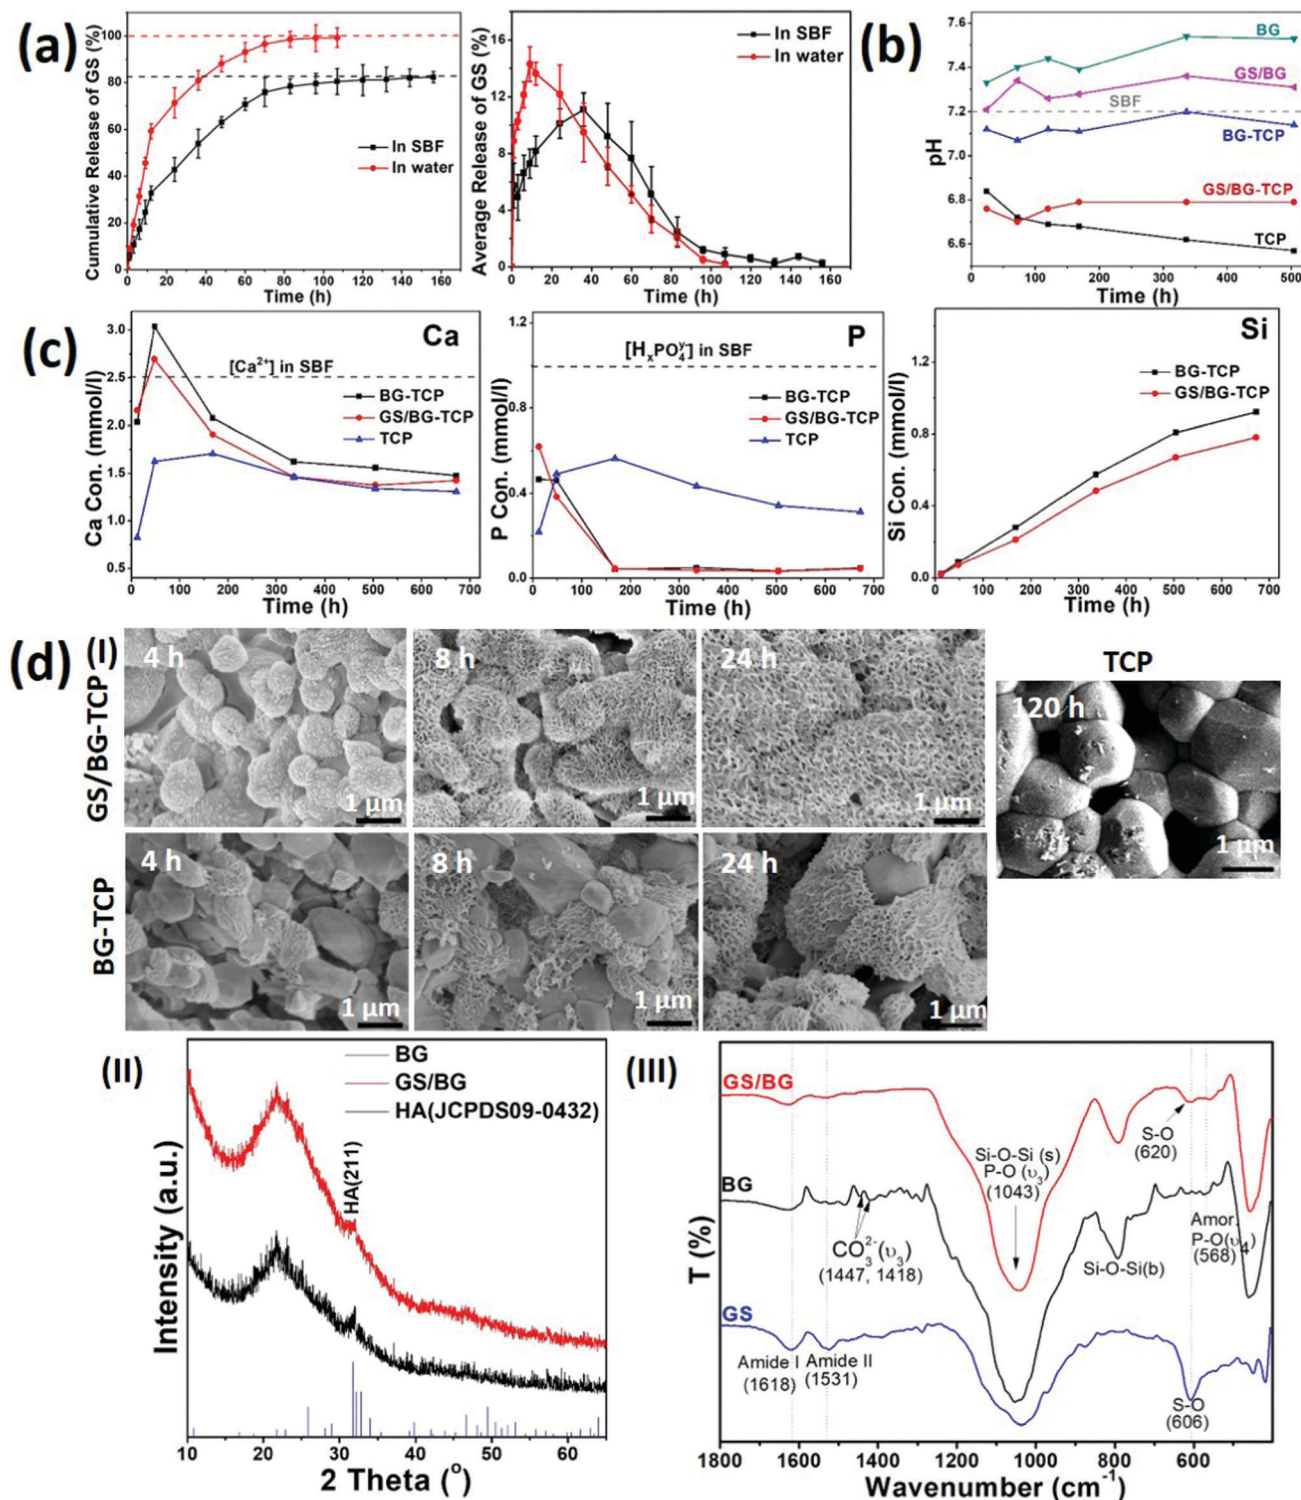 (a)
Cumulative Release of GS (%)
100
80
60
40
20
0
In SBF
In water
0 20 40 60 80 100 120 140 160
Time (h)
Average Release of GS (%)
16
12
8
4
0
In SBF
In water
0 20 40 60 80 100 120 140 160
Time (h)
(b)
pH
7.6
7.4
7.2
7.0
6.8
6.6
BG
GS/BG
SBF
BG-TCP
GS/BG-TCP
TCP
0 100 200 300 400 500
Time (h)
(c)
Ca Con. (mmol/l)
3.0
2.5
2.0
1.5
1.0
0.5
Ca
[Ca2+] in SBF
BG-TCP
GS/BG-TCP
TCP
0 100 200 300 400 500 600 700
Time (h)
P Con. (mmol/l)
1.2
0.8
0.4
0.0
P
[HxPO4y-] in SBF
BG-TCP
GS/BG-TCP
TCP
0 100 200 300 400 500 600 700
Time (h)
Si Con. (mmol/l)
1.2
0.8
0.4
0.0
Si
BG-TCP
GS/BG-TCP
0 100 200 300 400 500 600 700
Time (h)
(d)
GS/BG-TCP(I)
4 h
1 μm
8 h
1 μm
24 h
1 μm
TCP
120 h
1 μm
BG-TCP
4 h
1 μm
8 h
1 μm
24 h
1 μm
(II)
BG
GS/BG
HA(JCPDS09-0432)
HA(211)
Intensity (a.u.)
10 20 30 40 50 60
2 Theta (°)
(III)
GS/BG
S-O
(620)
Si-O-Si (s)
P-O (υ3)
(1043)
BG
CO32-(υ3)
(1447, 1418)
Si-O-Si(b)
Amor.
P-O(υ4)
(568)
GS
Amide I
(1618)
Amide II
(1531)
S-O
(606)
T (%)
1800 1600 1400 1200 1000 800 600
Wavenumber (cm-1)